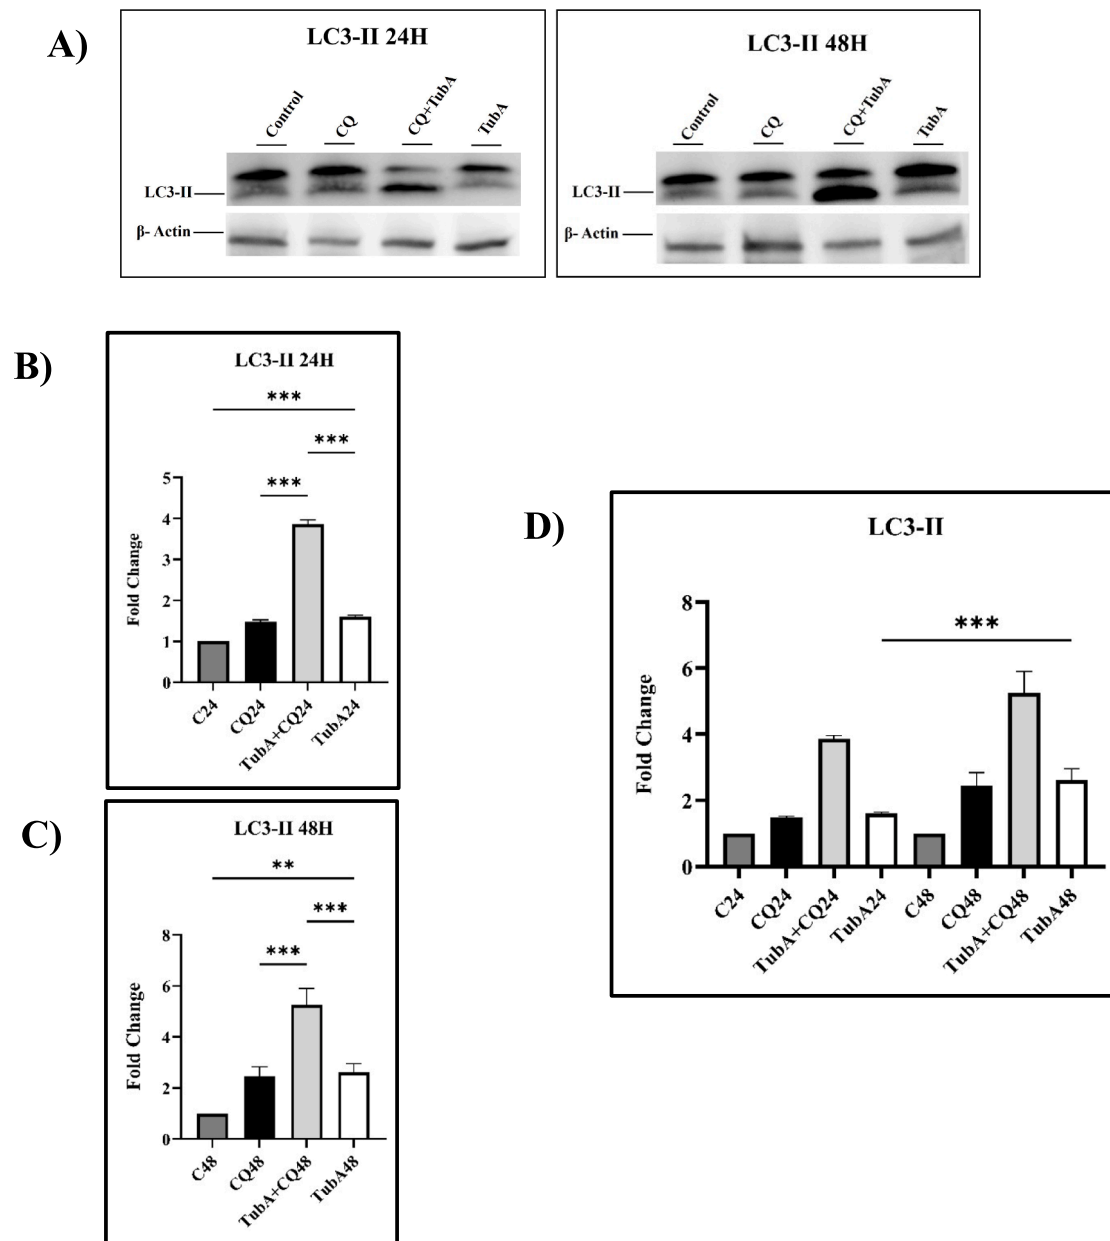 A)
LC3-II 24H
Control
CQ
CQ+TubA
TubA
LC3-II
β- Actin
LC3-II 48H
Control
CQ
CQ+TubA
TubA
LC3-II
β- Actin
B)
LC3-II 24H
***
***
***
Fold Change
5
4
3
2
1
0
C24
CQ24
TubA+CQ24
TubA24
C)
LC3-II 48H
**
***
***
Fold Change
8
6
4
2
0
C48
CQ48
TubA+CQ48
TubA48
D)
LC3-II
***
Fold Change
8
6
4
2
0
C24
CQ24
TubA+CQ24
TubA24
C48
CQ48
TubA+CQ48
TubA48